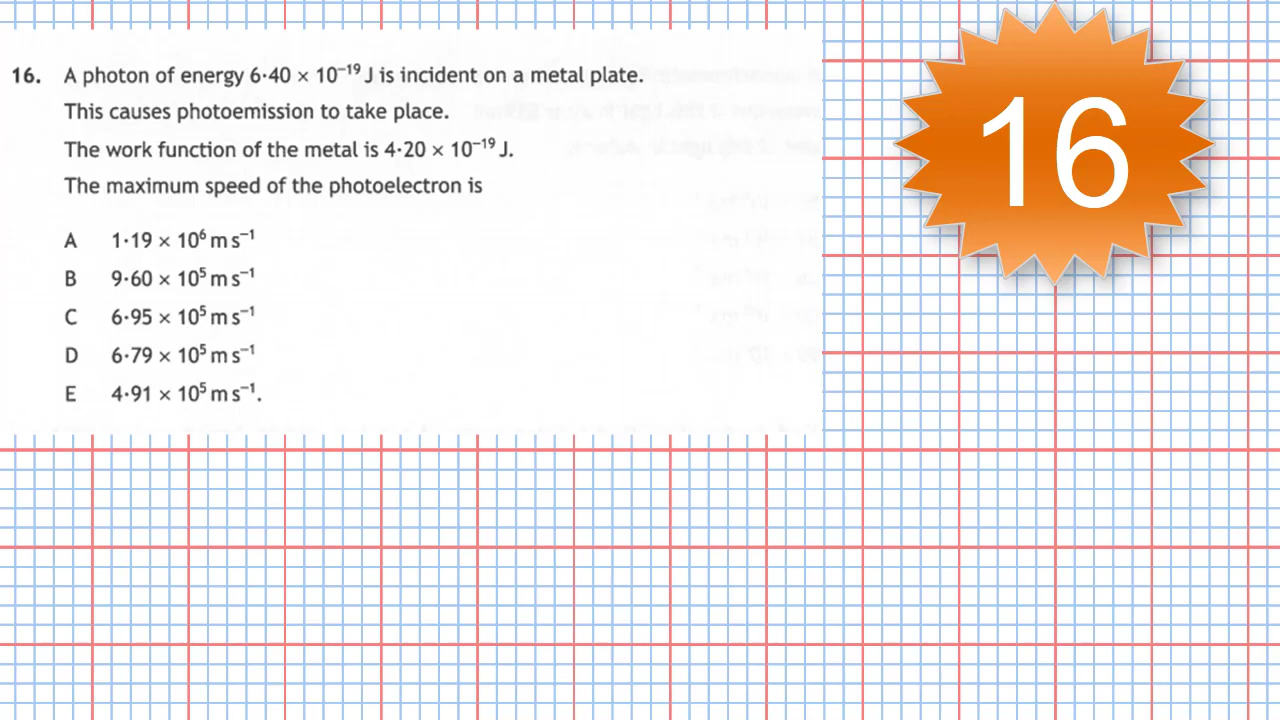 16. A photon of energy 6·40 × 10⁻¹⁹ J is incident on a metal plate.
This causes photoemission to take place.
The work function of the metal is 4·20 × 10⁻¹⁹ J.
The maximum speed of the photoelectron is
A 1·19 × 10⁶ m s⁻¹
B 9·60 × 10⁵ m s⁻¹
C 6·95 × 10⁵ m s⁻¹
D 6·79 × 10⁵ m s⁻¹
E 4·91 × 10⁵ m s⁻¹.
16